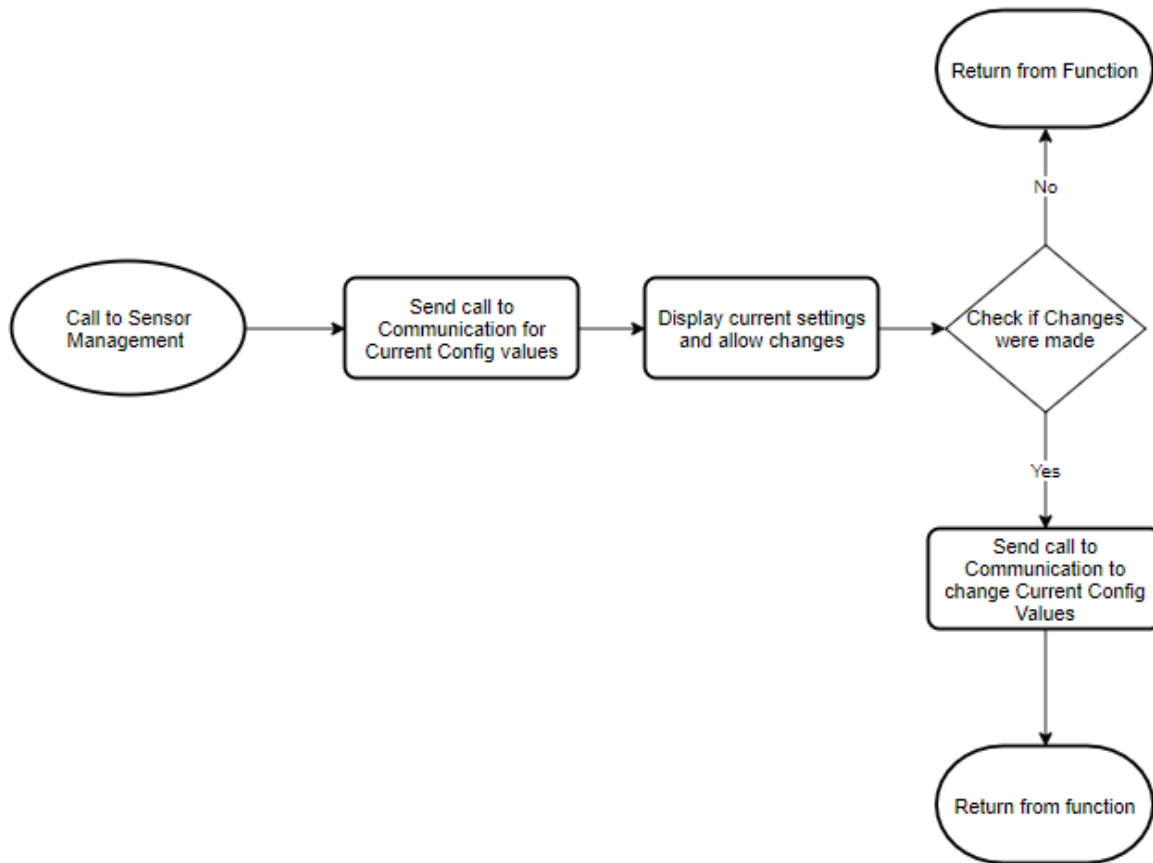 Return from Function
No
Call to Sensor
Management
Send call to
Communication for
Current Config values
Display current settings
and allow changes
Check if Changes
were made
Yes
Send call to
Communication to
change Current Config
Values
Return from function